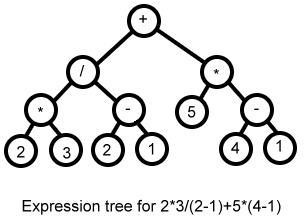 +
/ *
* - 5 -
2 3 2 1 4 1
Expression tree for 2*3/(2-1)+5*(4-1)